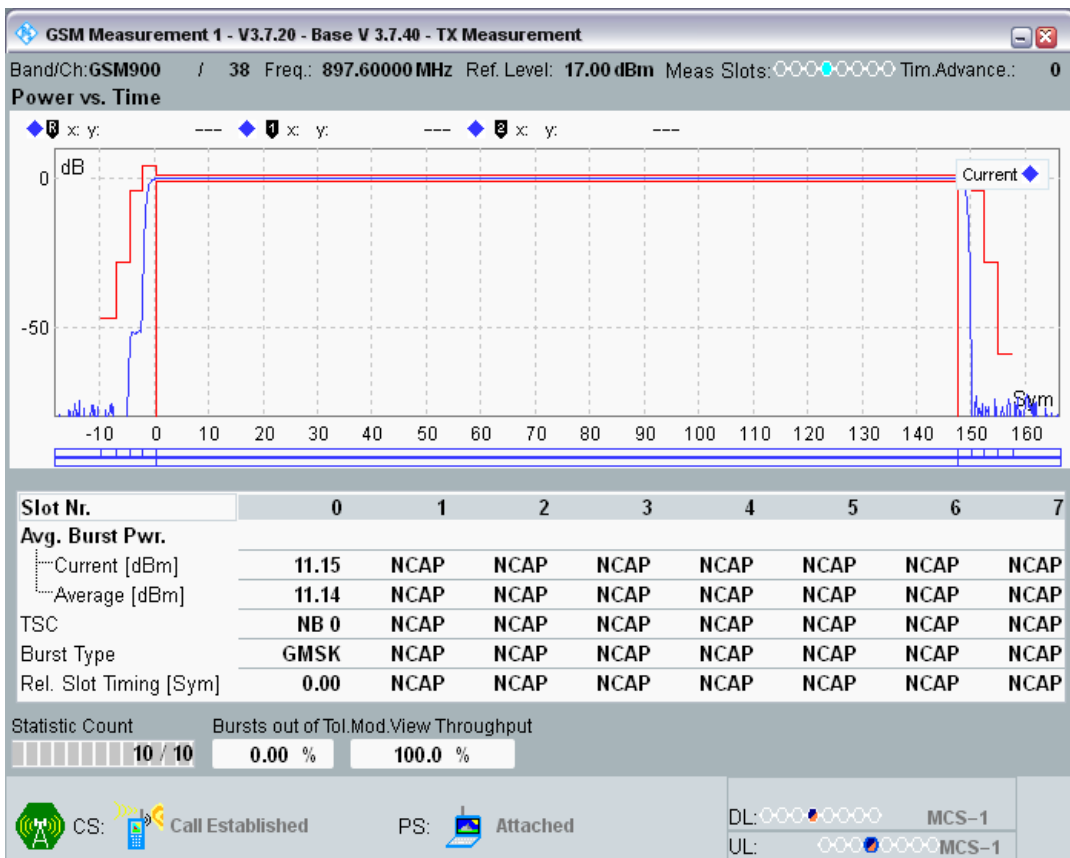 GSM Measurement 1 - V3.7.20 - Base V 3.7.40 - TX Measurement
Band/Ch:GSM900 / 38 Freq.: 897.60000 MHz Ref. Level: 17.00 dBm Meas Slots: Tim.Advance.: 0
Power vs. Time
R x: y: --- 1 x: y: --- 2 x: y: ---
dB
Current
0
-50
Sym
-10 0 10 20 30 40 50 60 70 80 90 100 110 120 130 140 150 160
Slot Nr. 0 1 2 3 4 5 6 7
Avg. Burst Pwr.
Current [dBm] 11.15 NCAP NCAP NCAP NCAP NCAP NCAP NCAP
Average [dBm] 11.14 NCAP NCAP NCAP NCAP NCAP NCAP NCAP
TSC NB 0 NCAP NCAP NCAP NCAP NCAP NCAP NCAP
Burst Type GMSK NCAP NCAP NCAP NCAP NCAP NCAP NCAP
Rel. Slot Timing [Sym] 0.00 NCAP NCAP NCAP NCAP NCAP NCAP NCAP
Statistic Count Bursts out of Tol.Mod.View Throughput
10 / 10 0.00 % 100.0 %
CS: Call Established PS: Attached DL: MCS-1
UL: MCS-1